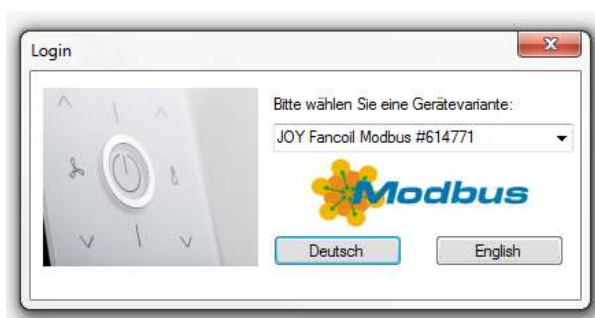 Login
Bitte wählen Sie eine Gerätevariante:
JOY Fancoil Modbus #614771
Modbus
Deutsch
English